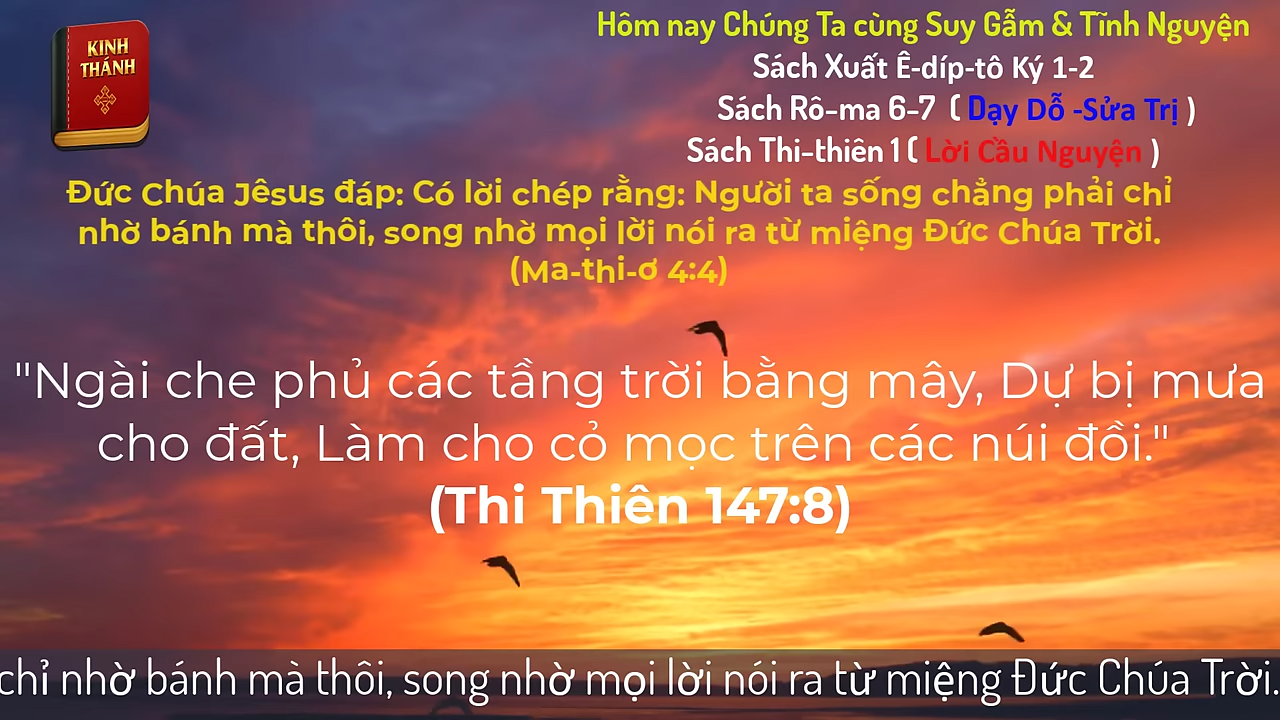 KINH
THÁNH
Hôm nay Chúng Ta cùng Suy Gẫm & Tĩnh Nguyện
Sách Xuất Ê-díp-tô Ký 1-2
Sách Rô-ma 6-7 ( Dạy Dỗ -Sửa Trị )
Sách Thi-thiên 1 ( Lời Cầu Nguyện )
Đức Chúa Jêsus đáp: Có lời chép rằng: Người ta sống chẳng phải chỉ
nhờ bánh mà thôi, song nhờ mọi lời nói ra từ miệng Đức Chúa Trời.
(Ma-thi-ơ 4:4)
"Ngài che phủ các tầng trời bằng mây, Dự bị mưa
cho đất, Làm cho cỏ mọc trên các núi đồi."
(Thi Thiên 147:8)
chỉ nhờ bánh mà thôi, song nhờ mọi lời nói ra từ miệng Đức Chúa Trời.